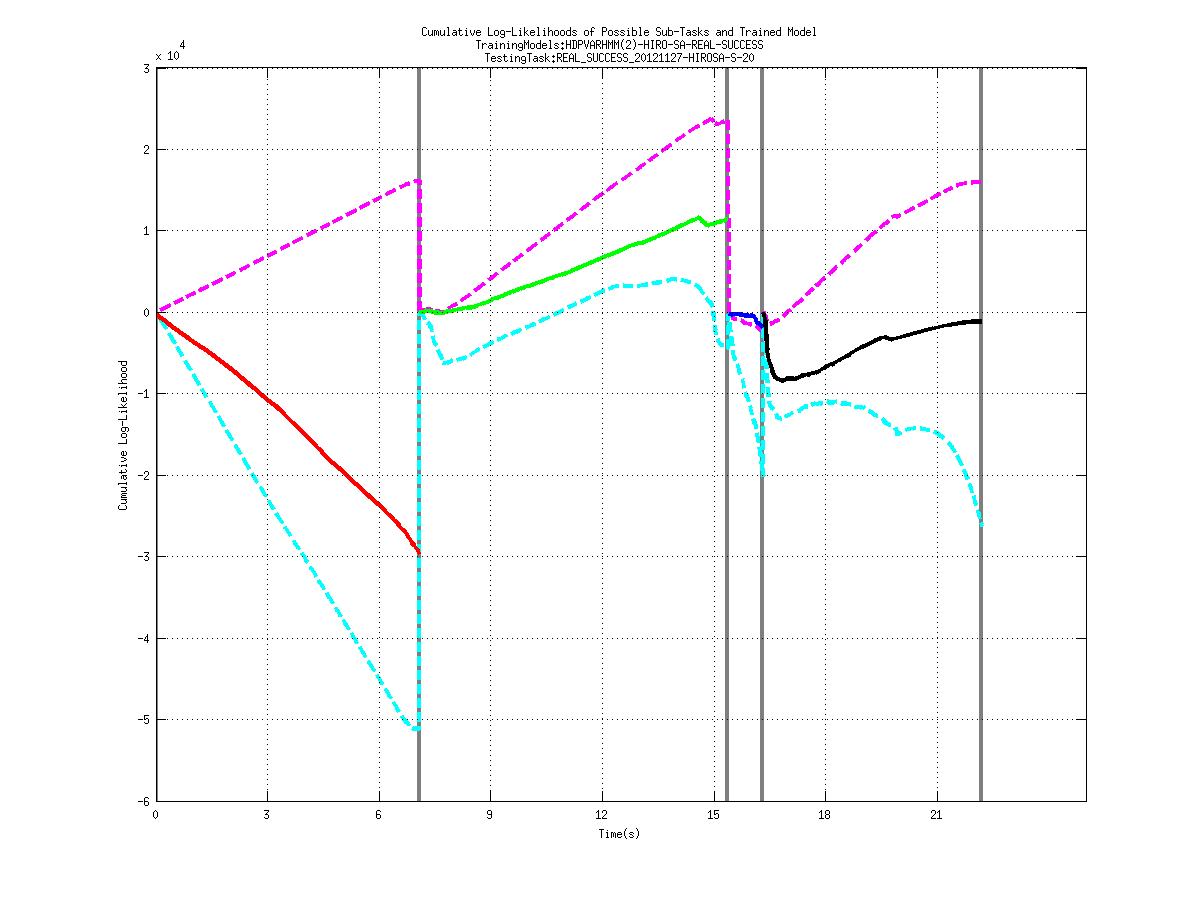 Cumulative Log-Likelihoods of Possible Sub-Tasks and Trained Model
TrainingModels:HDPVARHMM(2)-HIRO-SA-REAL-SUCCESS
TestingTask:REAL_SUCCESS_20121127-HIROSA-S-20
x 10^4
3
2
1
0
-1
-2
-3
-4
-5
-6
Cumulative Log-Likelihood
0 3 6 9 12 15 18 21
Time(s)